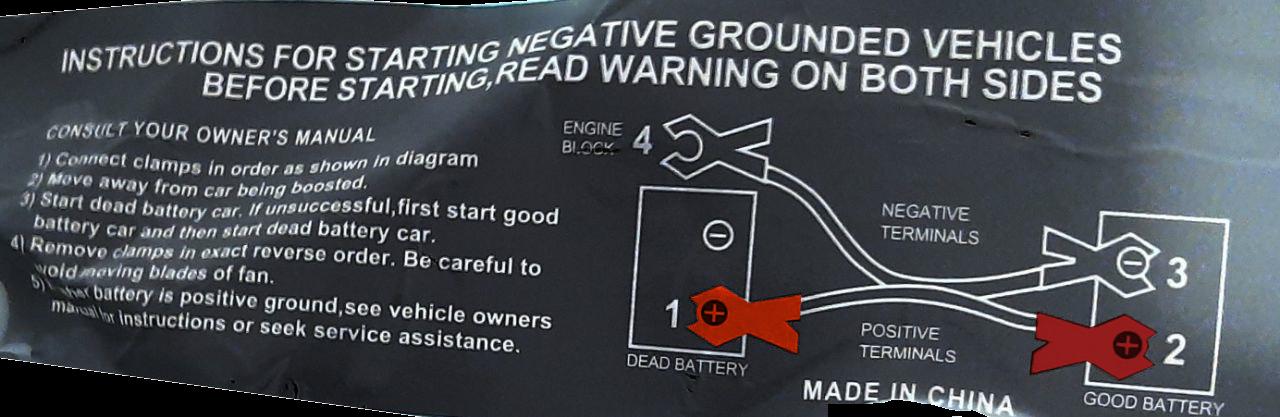 INSTRUCTIONS FOR STARTING NEGATIVE GROUNDED VEHICLES
BEFORE STARTING,READ WARNING ON BOTH SIDES
CONSULT YOUR OWNER'S MANUAL
1) Connect clamps in order as shown in diagram
2) Move away from car being boosted.
3) Start dead battery car. If unsuccessful,first start good
battery car and then start dead battery car.
4) Remove clamps in exact reverse order. Be careful to
void moving blades of fan.
5) battery is positive ground,see vehicle owners
manual for instructions or seek service assistance.
ENGINE
BLOCK
4
NEGATIVE
TERMINALS
3
1
2
POSITIVE
TERMINALS
DEAD BATTERY
GOOD BATTERY
MADE IN CHINA